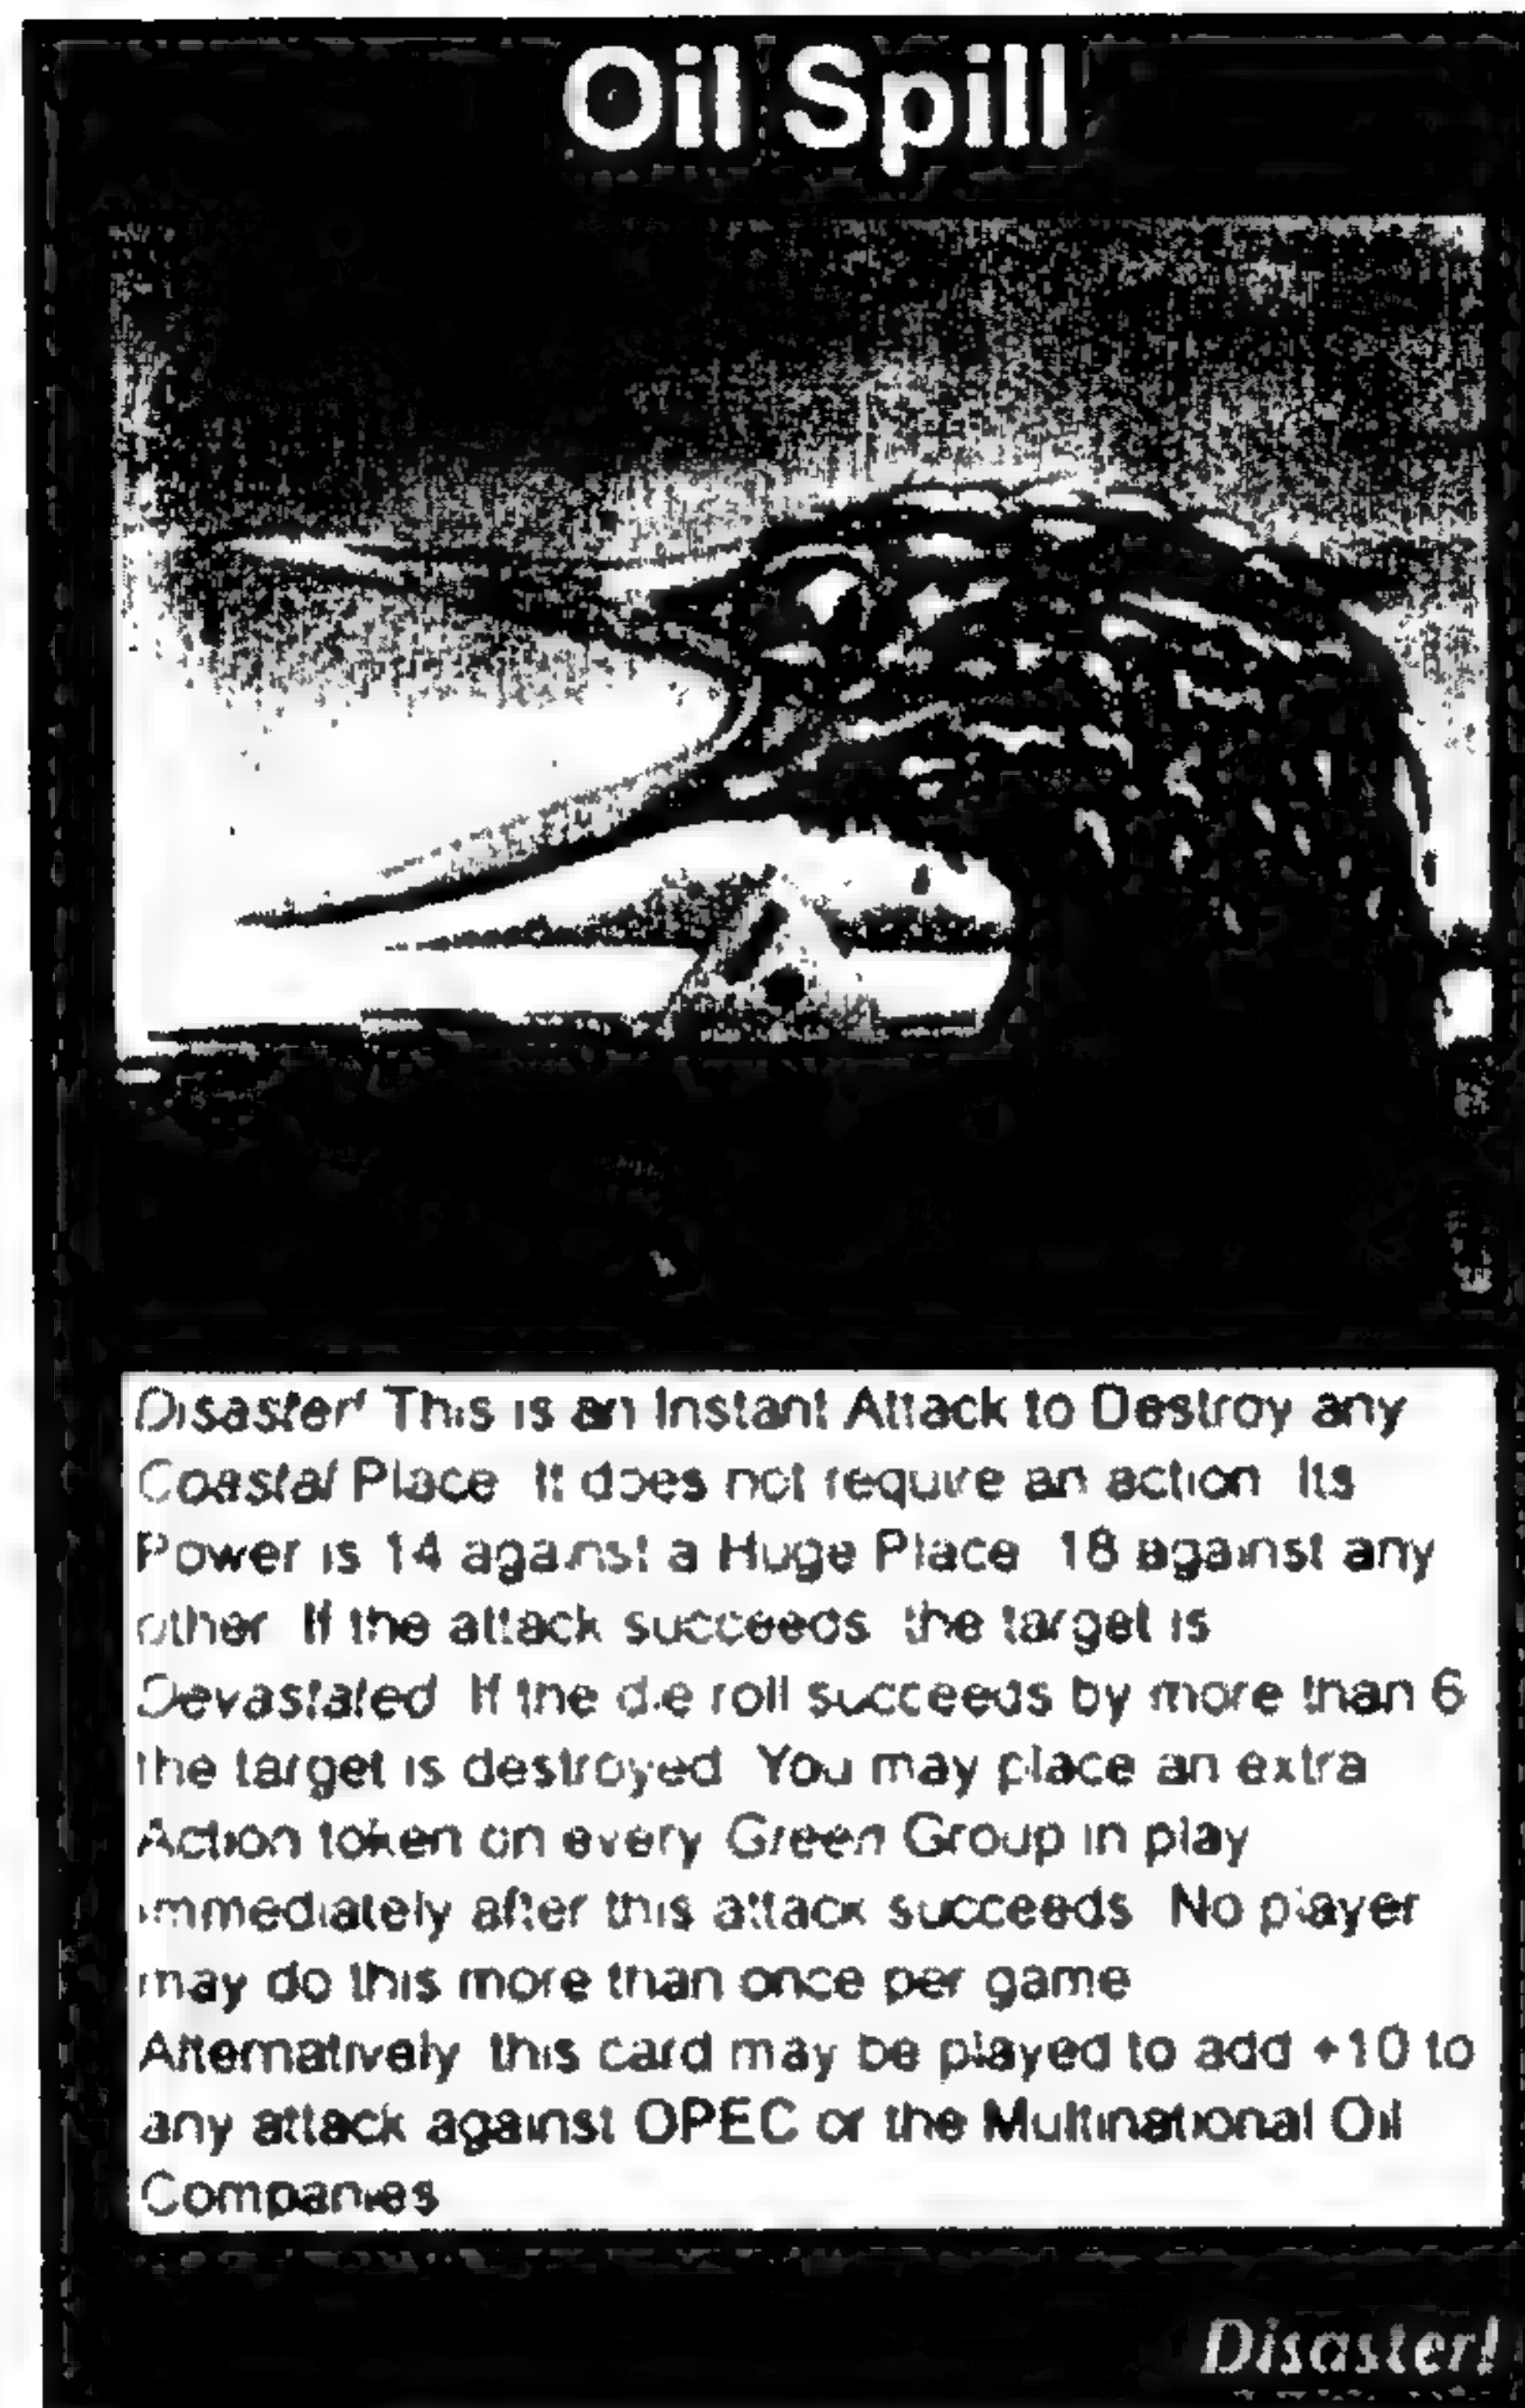 Oil Spill
Disaster! This is an Instant Attack to Destroy any
Coastal Place It does not require an action Its
Power is 14 against a Huge Place 18 against any
other If the attack succeeds the target is
Devastated If the die roll succeeds by more than 6
the target is destroyed You may place an extra
Action token on every Green Group in play
immediately after this attack succeeds No player
may do this more than once per game
Alternatively this card may be played to add +10 to
any attack against OPEC or the Multinational Oil
Companies
Disaster!